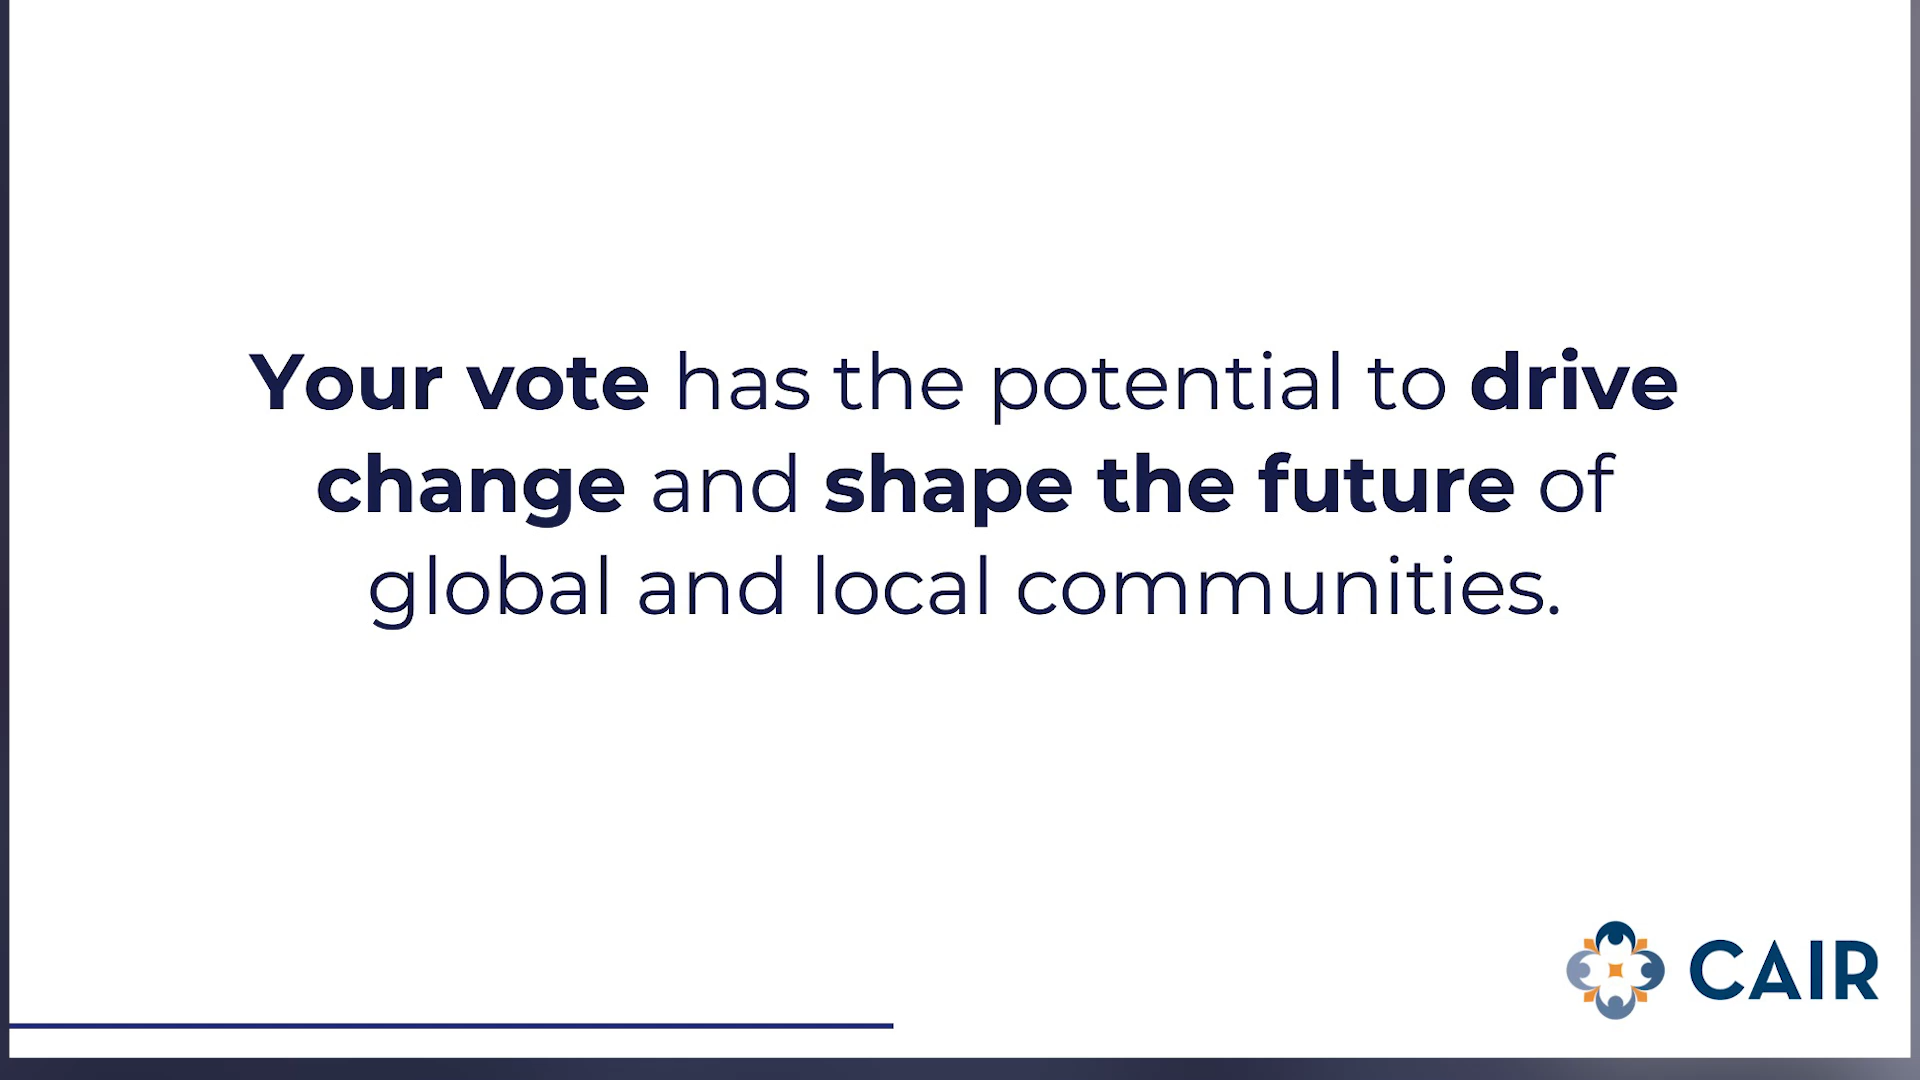 Your vote has the potential to drive
change and shape the future of
global and local communities.
CAIR